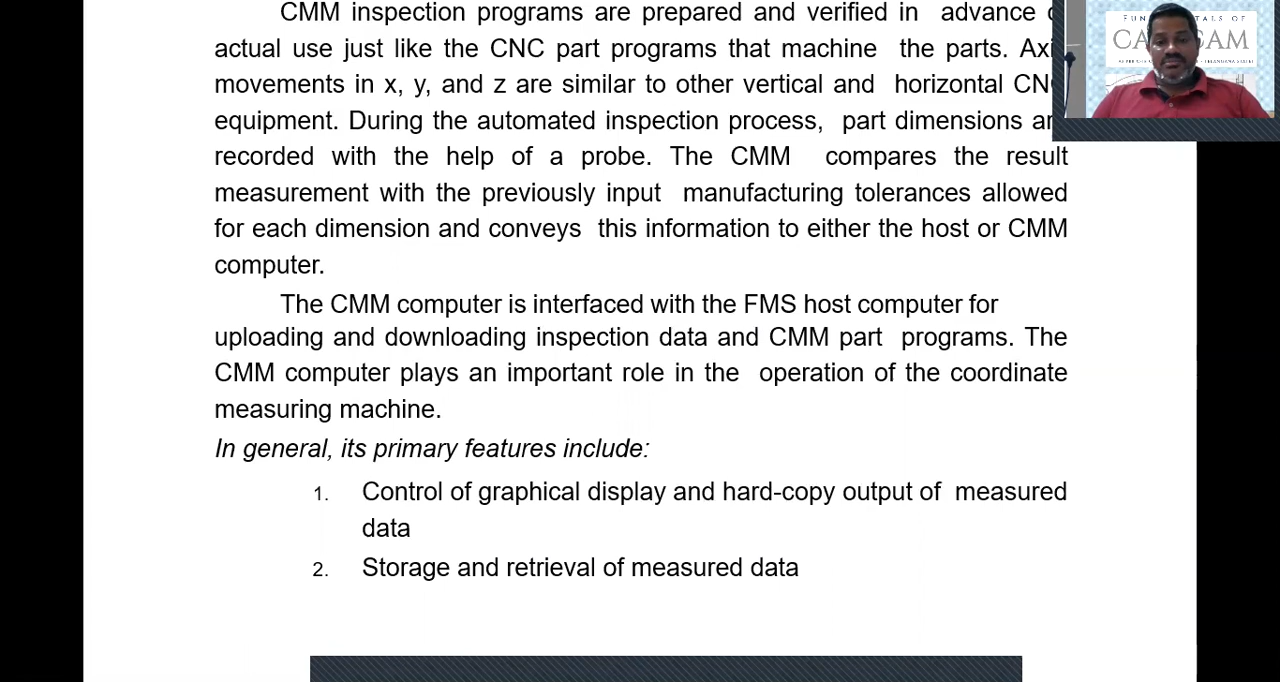 CMM inspection programs are prepared and verified in advance
actual use just like the CNC part programs that machine the parts.
movements in x, y, and z are similar to other vertical and horizontal
equipment. During the automated inspection process, part dimensions
recorded with the help of a probe. The CMM compares the result
measurement with the previously input manufacturing tolerances allowed
for each dimension and conveys this information to either the host or CMM
computer.
The CMM computer is interfaced with the FMS host computer for
uploading and downloading inspection data and CMM part programs. The
CMM computer plays an important role in the operation of the coordinate
measuring machine.
In general, its primary features include:
1. Control of graphical display and hard-copy output of measured
data
2. Storage and retrieval of measured data